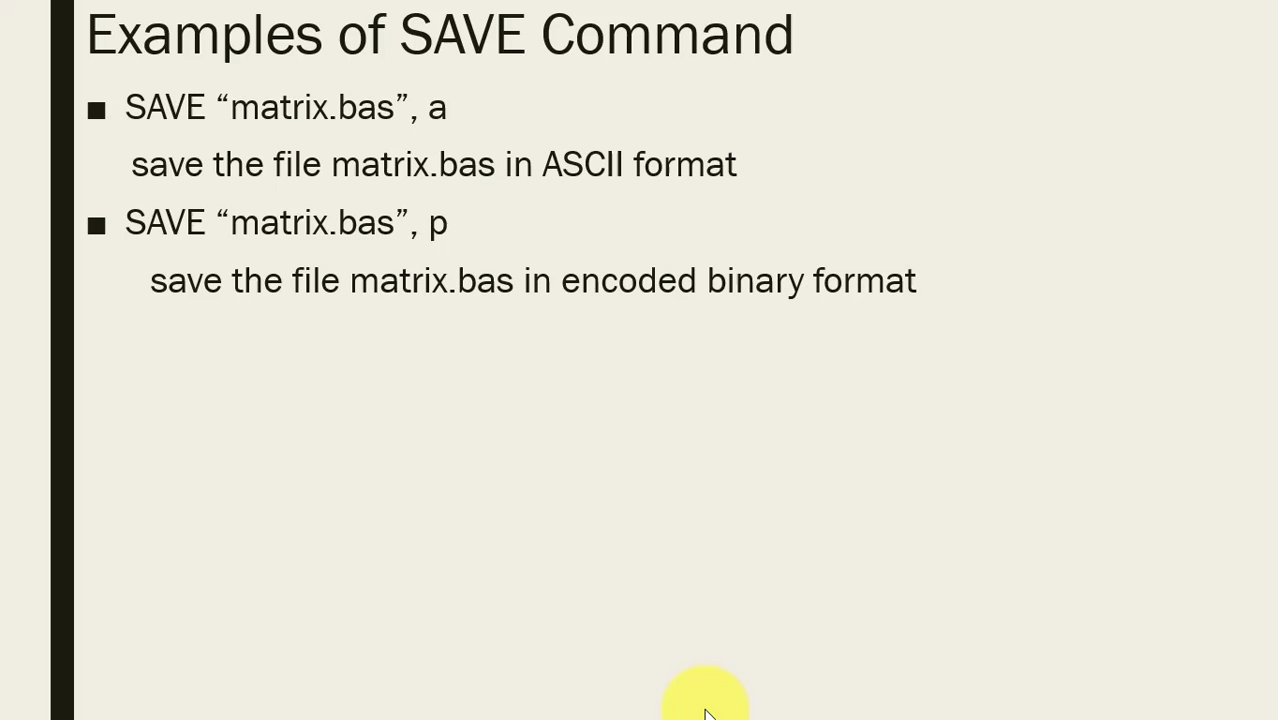 Examples of SAVE Command
■ SAVE “matrix.bas”, a
save the file matrix.bas in ASCII format
■ SAVE “matrix.bas”, p
save the file matrix.bas in encoded binary format